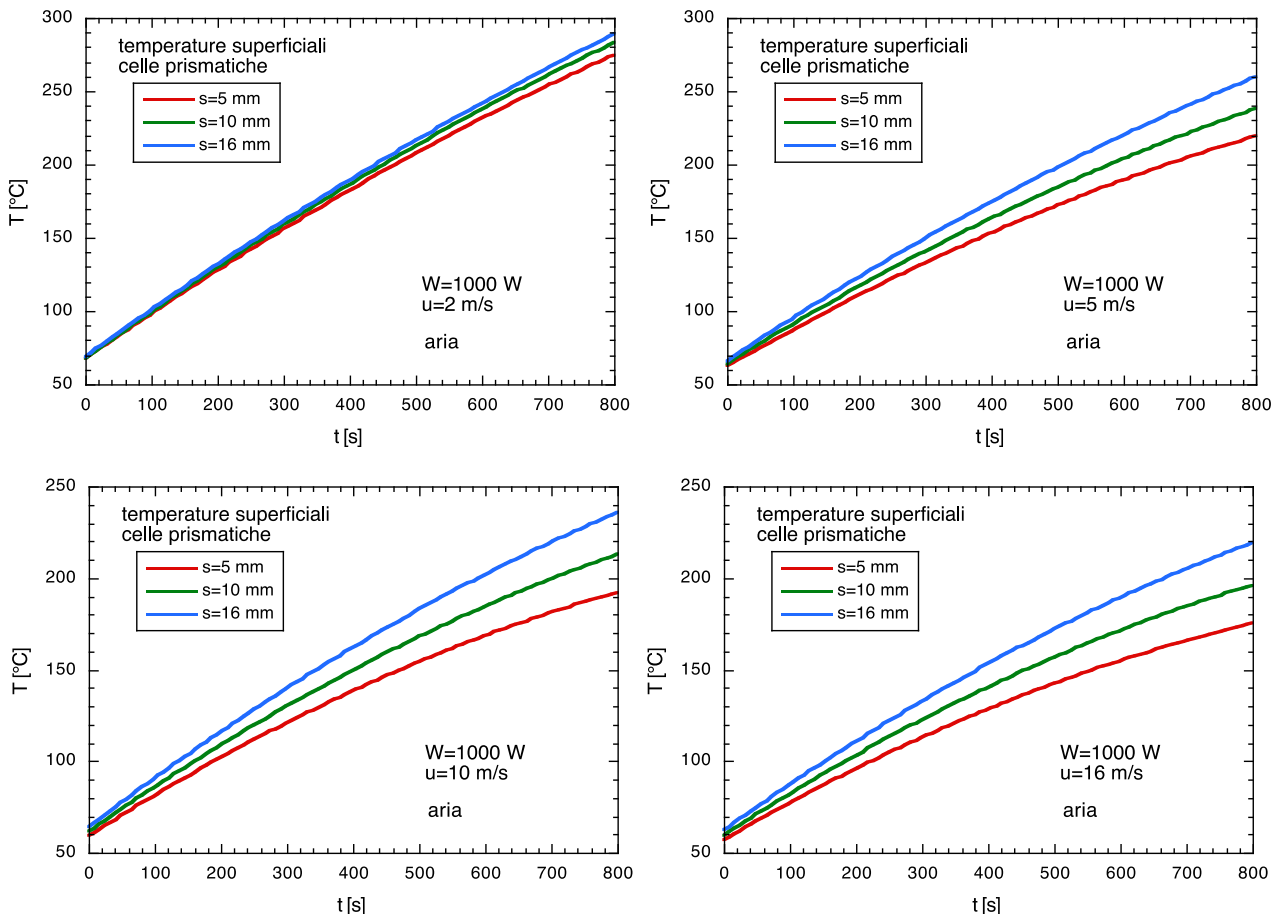 300
250
200
150
100
50
T [°C]
temperature superficiali
celle prismatiche
s=5 mm
s=10 mm
s=16 mm
W=1000 W
u=2 m/s
aria
0 100 200 300 400 500 600 700 800
t [s]
300
250
200
150
100
50
T [°C]
temperature superficiali
celle prismatiche
s=5 mm
s=10 mm
s=16 mm
W=1000 W
u=5 m/s
aria
0 100 200 300 400 500 600 700 800
t [s]
250
200
150
100
50
T [°C]
temperature superficiali
celle prismatiche
s=5 mm
s=10 mm
s=16 mm
W=1000 W
u=10 m/s
aria
0 100 200 300 400 500 600 700 800
t [s]
250
200
150
100
50
T [°C]
temperature superficiali
celle prismatiche
s=5 mm
s=10 mm
s=16 mm
W=1000 W
u=16 m/s
aria
0 100 200 300 400 500 600 700 800
t [s]